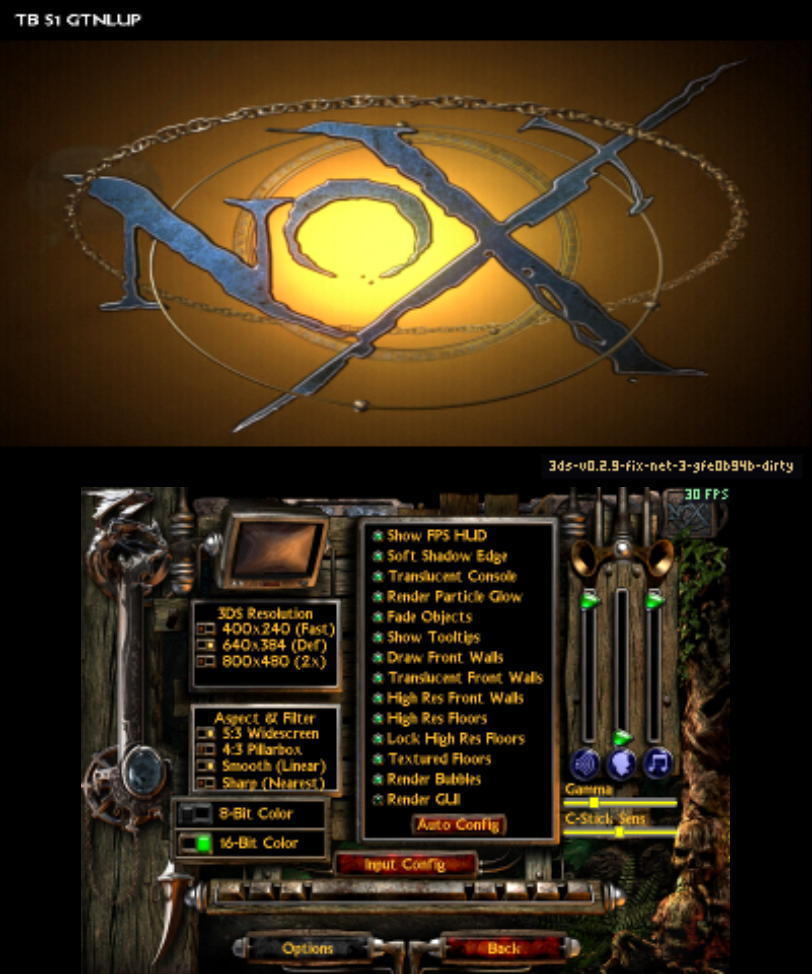 TB S1 GTNLUP
NOX
3ds-v0.2.9-fix-net-3-gfe0b94b-dirty
30 FPS
NOX
Show FPS HUD
Soft Shadow Edge
Translucent Console
Render Particle Glow
Fade Objects
Show Tooltips
Draw Front Walls
Translucent Front Walls
High Res Front Walls
High Res Floors
Lock High Res Floors
Textured Floors
Render Bubbles
Render GUI
Auto Config
3DS Resolution
400x240 (Fast)
640x384 (Def)
800x480 (2x)
Aspect & Filter
5:3 Widescreen
4:3 Pillarbox
Smooth (Linear)
Sharp (Nearest)
8-Bit Color
16-Bit Color
Gamma
C-Stick Sens
Input Config
Options
Back